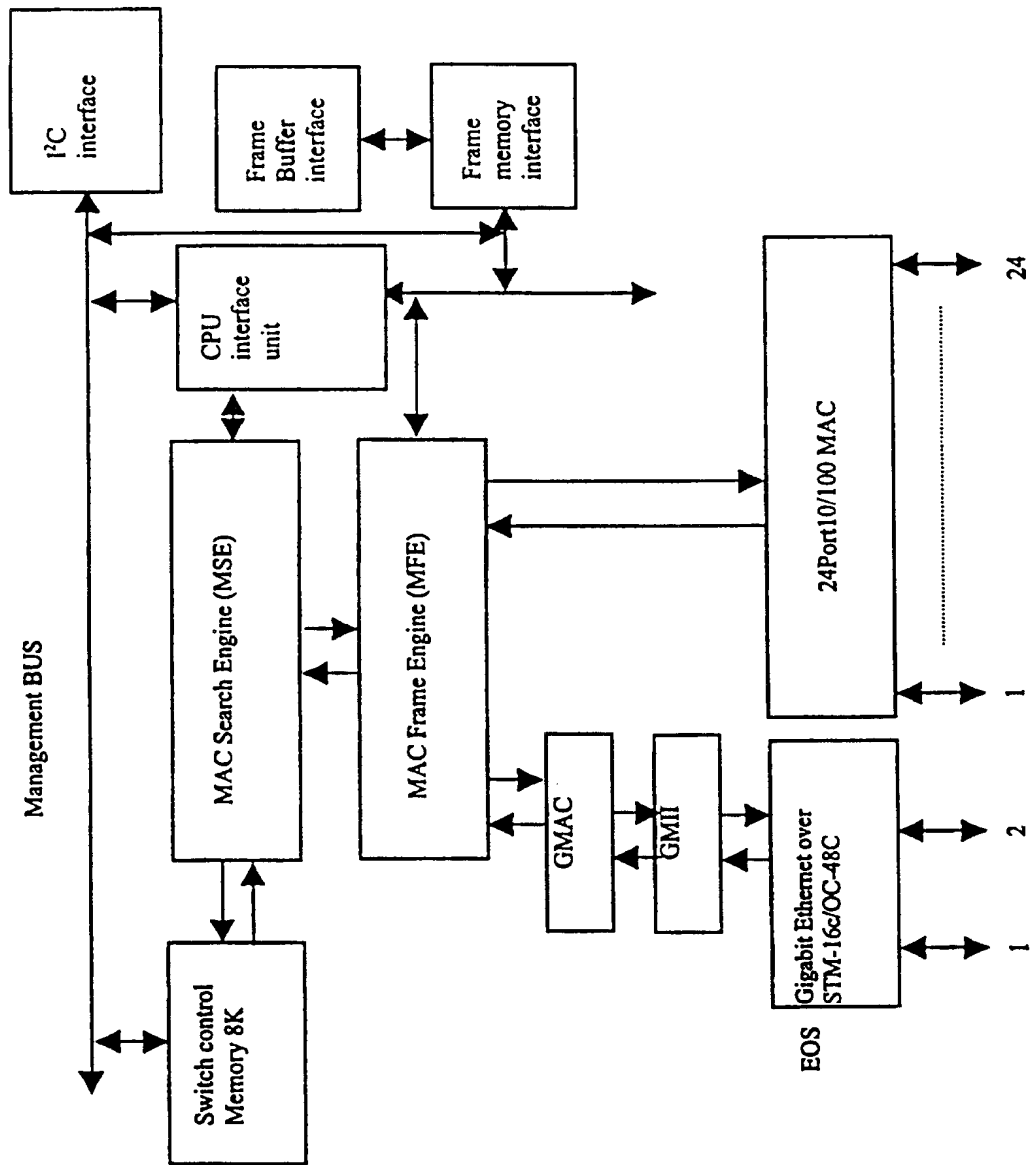 Management BUS
I²C
interface
Switch control
Memory 8K
MAC Search Engine (MSE)
CPU
interface
unit
Frame
Buffer
interface
MAC Frame Engine (MFE)
Frame
memory
interface
GMAC
GMII
EOS
Gigabit Ethernet over
STM-16c/OC-48C
24Port10/100 MAC
1
2
1
24